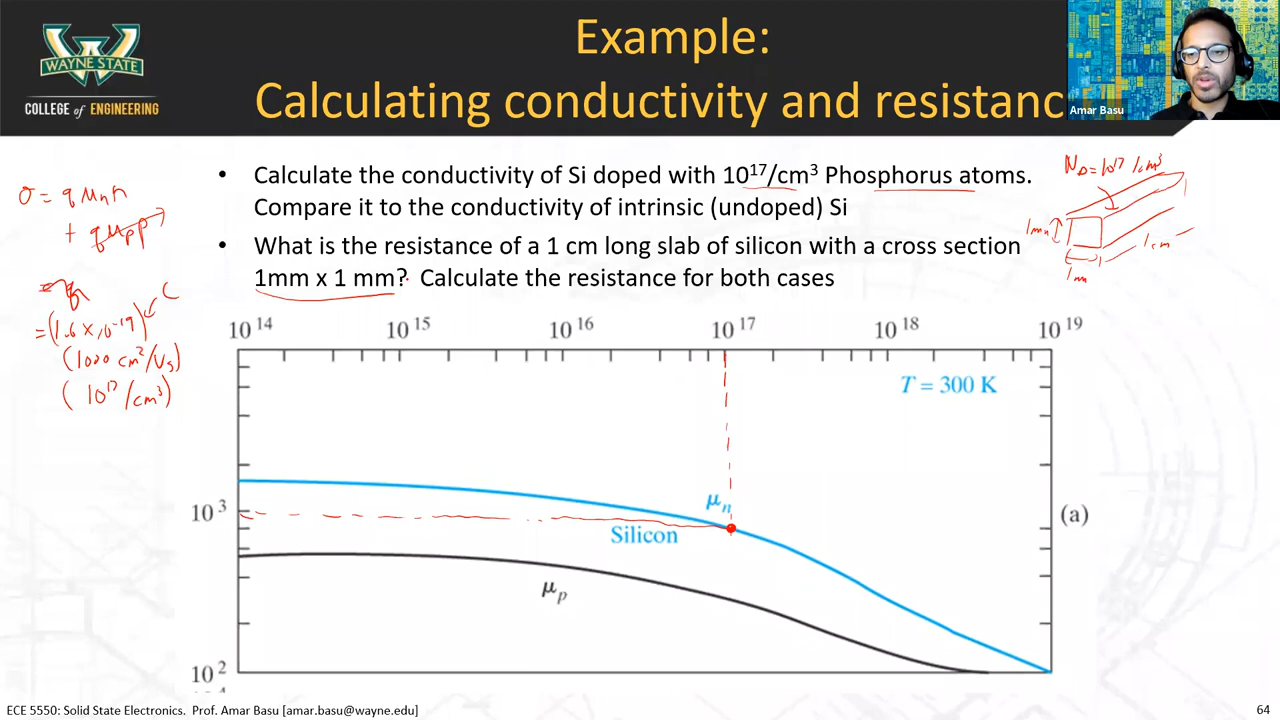 WAYNE STATE
COLLEGE of ENGINEERING
Example:
Calculating conductivity and resistanc
Amar Basu
• Calculate the conductivity of Si doped with 10¹⁷/cm³ Phosphorus atoms.
Compare it to the conductivity of intrinsic (undoped) Si
• What is the resistance of a 1 cm long slab of silicon with a cross section
1mm x 1 mm? Calculate the resistance for both cases
σ = q μₙ n
+ q μₚ p
= (1.6 x 10⁻¹⁹) C
(1000 cm²/Vs)
(10¹⁷/cm³)
N_D = 10¹⁷/cm³
1mm
1mm
1cm
10¹⁴ 10¹⁵ 10¹⁶ 10¹⁷ 10¹⁸ 10¹⁹
T = 300 K
μₙ
10³
Silicon
(a)
μₚ
10²
ECE 5550: Solid State Electronics. Prof. Amar Basu [amar.basu@wayne.edu]
64